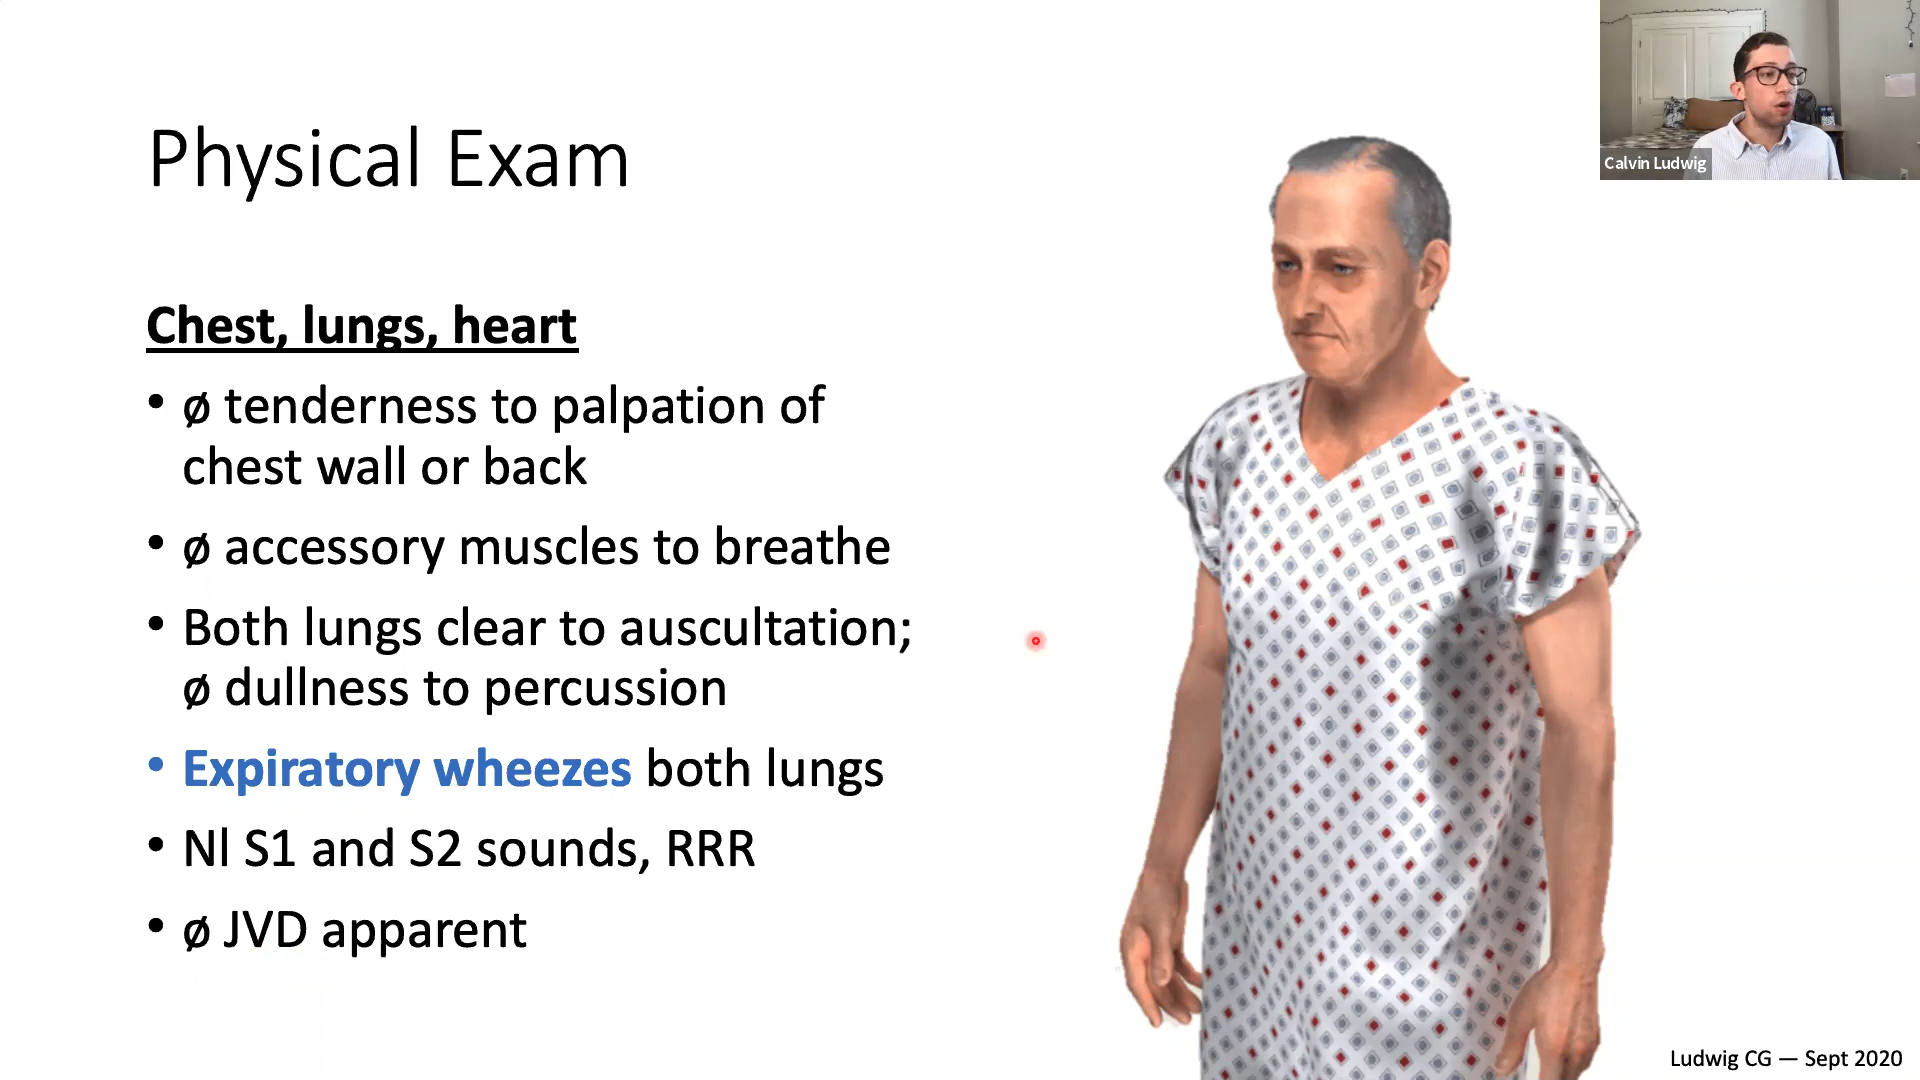 Calvin Ludwig
Physical Exam
Chest, lungs, heart
• ø tenderness to palpation of
chest wall or back
• ø accessory muscles to breathe
• Both lungs clear to auscultation;
ø dullness to percussion
• Expiratory wheezes both lungs
• Nl S1 and S2 sounds, RRR
• ø JVD apparent
Ludwig CG — Sept 2020